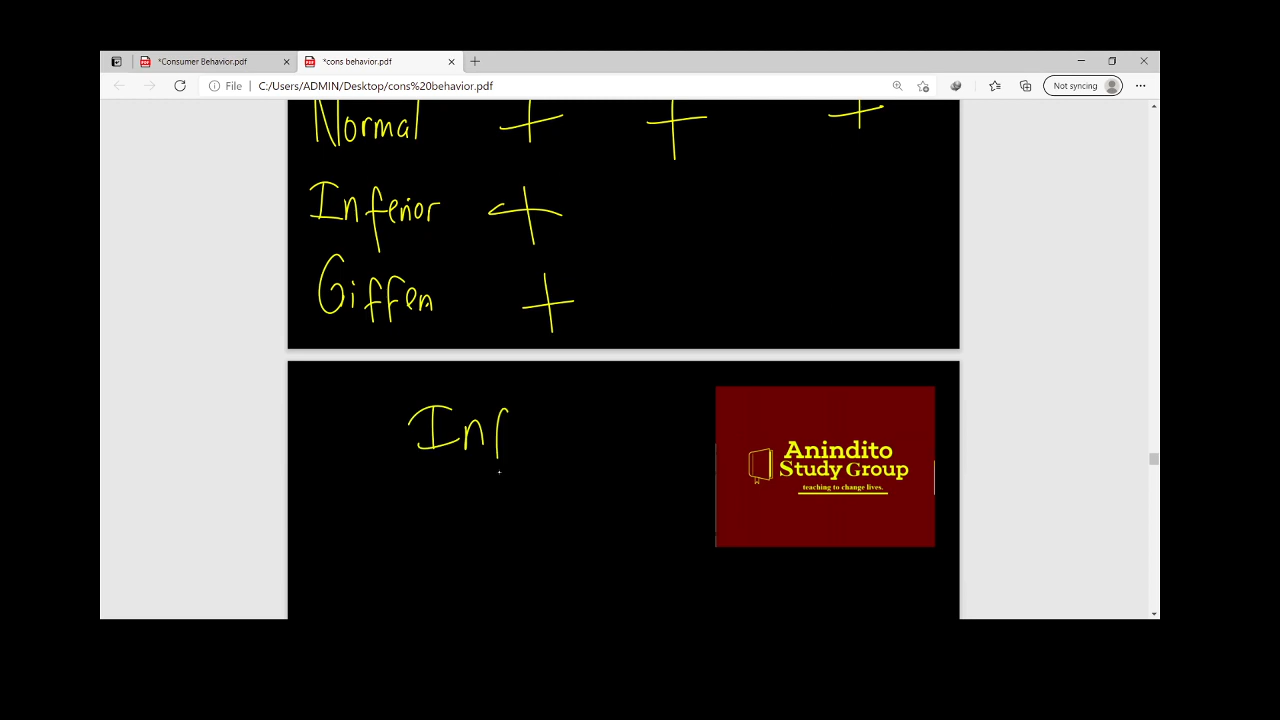 *Consumer Behavior.pdf
*cons behavior.pdf
File C:/Users/ADMIN/Desktop/cons%20behavior.pdf
Not syncing
Normal + + +
Inferior +
Giffen +
Inf
Anindito
Study Group
teaching to change lives.